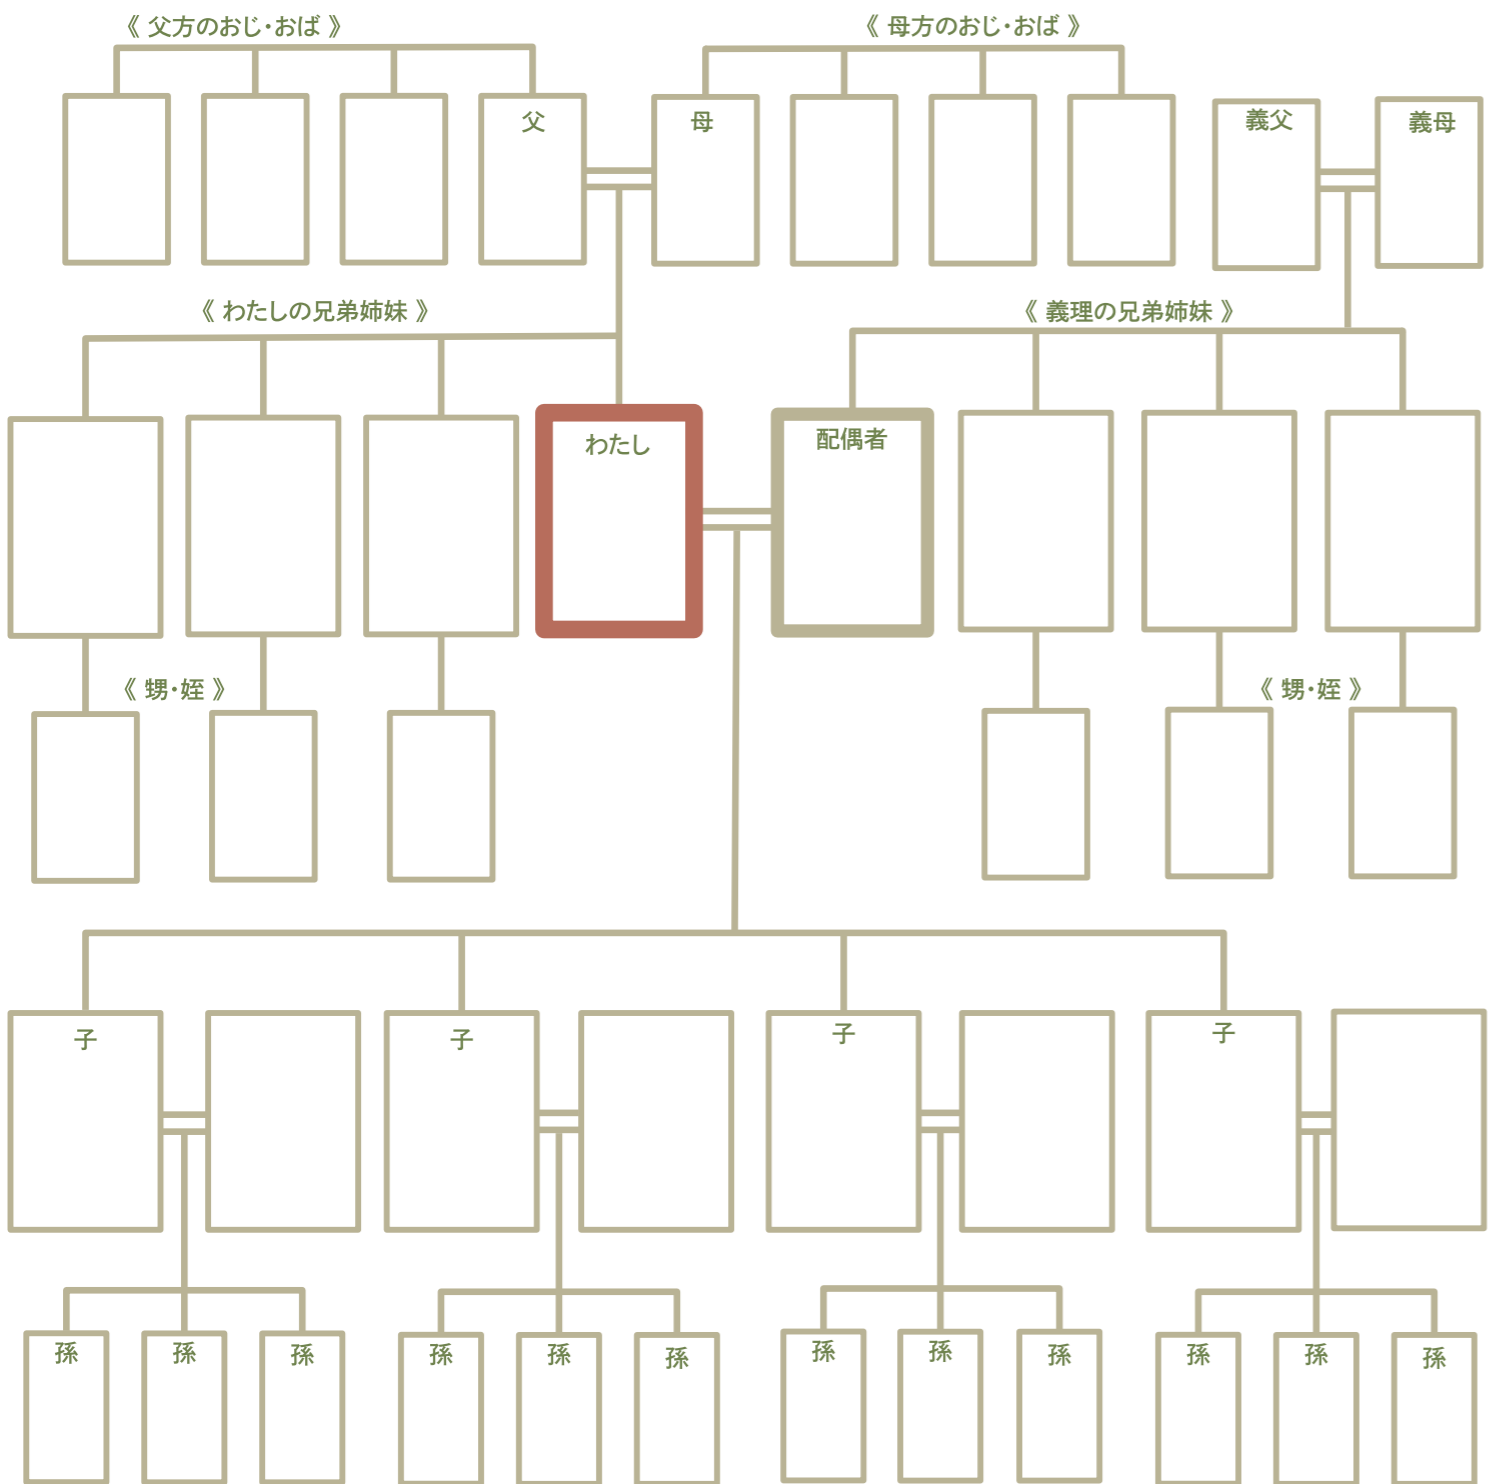 《 父方のおじ・おば 》
《 母方のおじ・おば 》
父
母
義父
義母
《 わたしの兄弟姉妹 》
《 義理の兄弟姉妹 》
わたし
配偶者
《 甥・姪 》
《 甥・姪 》
子
子
子
子
孫
孫
孫
孫
孫
孫
孫
孫
孫
孫
孫
孫